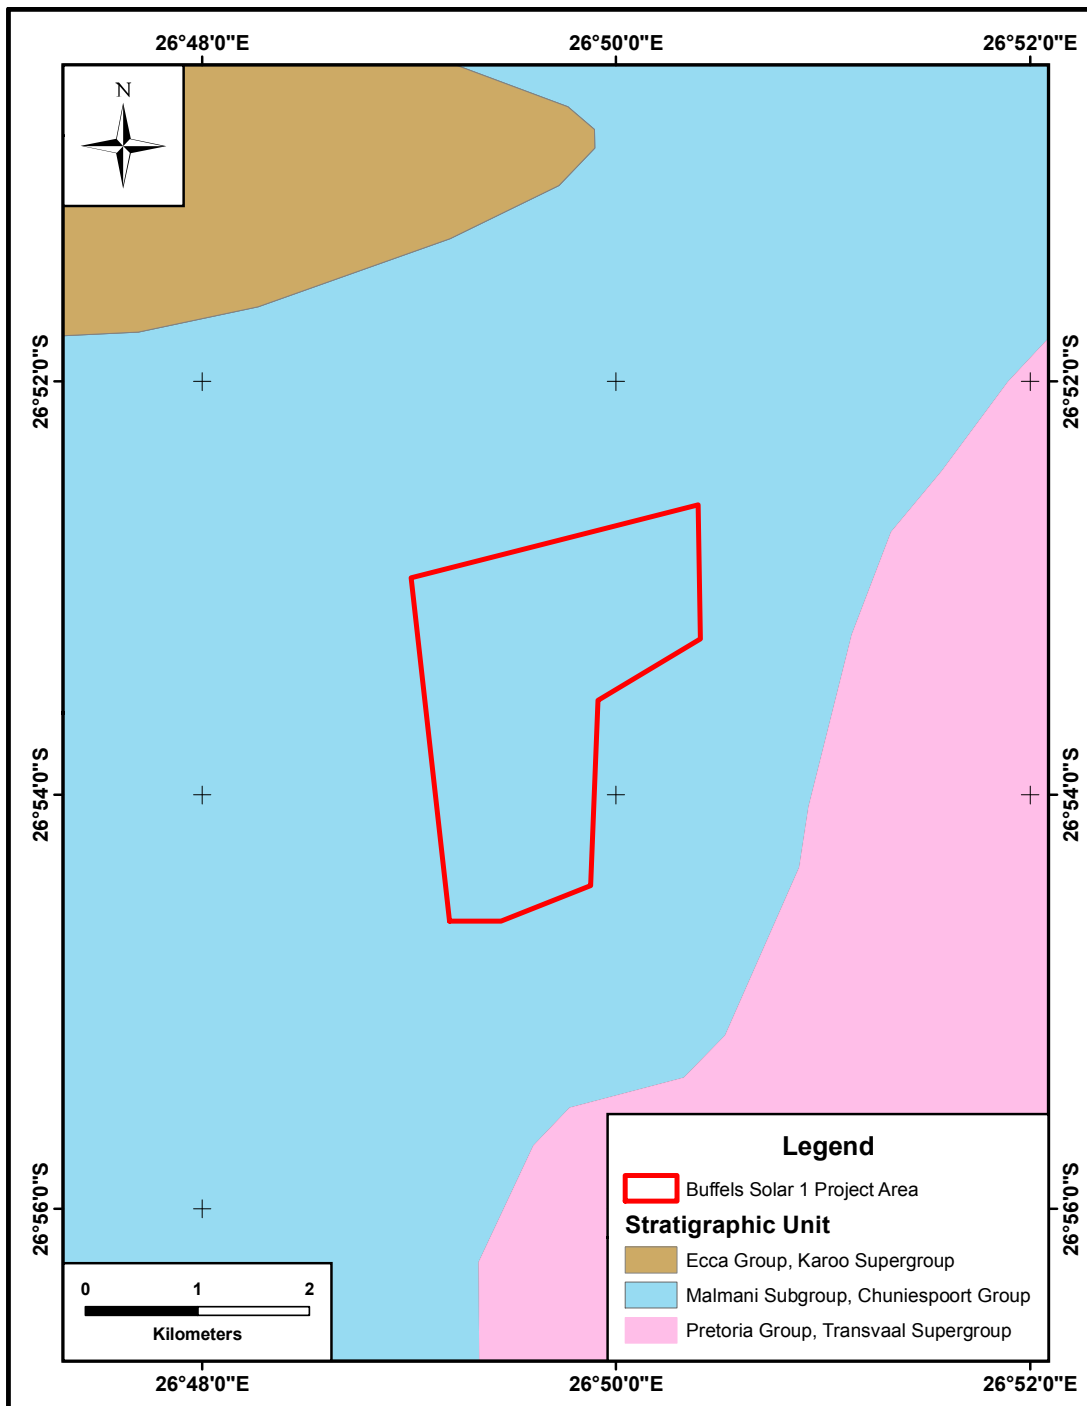 26°48'0"E 26°50'0"E 26°52'0"E
N
26°52'0"S 26°52'0"S
26°54'0"S 26°54'0"S
26°56'0"S 26°56'0"S
Legend
Buffels Solar 1 Project Area
Stratigraphic Unit
Ecca Group, Karoo Supergroup
Malmani Subgroup, Chuniespoort Group
Pretoria Group, Transvaal Supergroup
0 1 2
Kilometers
26°48'0"E 26°50'0"E 26°52'0"E